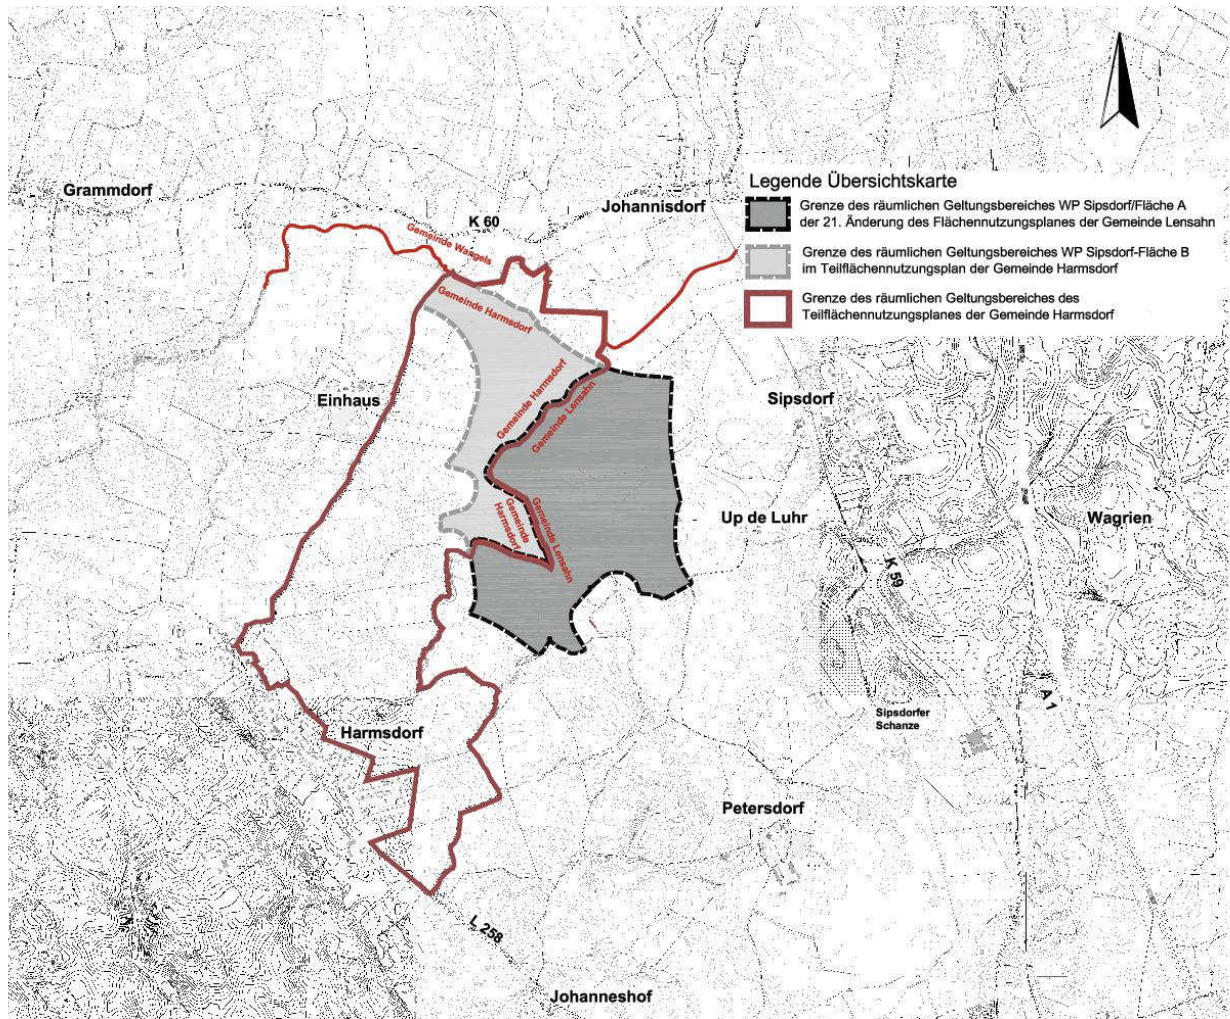 Legende Übersichtskarte
Grenze des räumlichen Geltungsbereiches WP Sipsdorf/Fläche A
der 21. Änderung des Flächennutzungsplanes der Gemeinde Lensahn
Grenze des räumlichen Geltungsbereiches WP Sipsdorf-Fläche B
im Teilflächennutzungsplan der Gemeinde Harmsdorf
Grenze des räumlichen Geltungsbereiches des
Teilflächennutzungsplanes der Gemeinde Harmsdorf
Grammdorf
K 60
Johannisdorf
Gemeinde Wangels
Gemeinde Harmsdorf
Gemeinde Harmsdorf
Gemeinde Lensahn
Einhaus
Sipsdorf
Gemeinde
Harmsdorf
Gemeinde Lensahn
Up de Luhr
Wagrien
K 59
A 1
Sipsdorfer
Schanze
Harmsdorf
Petersdorf
L 258
Johanneshof